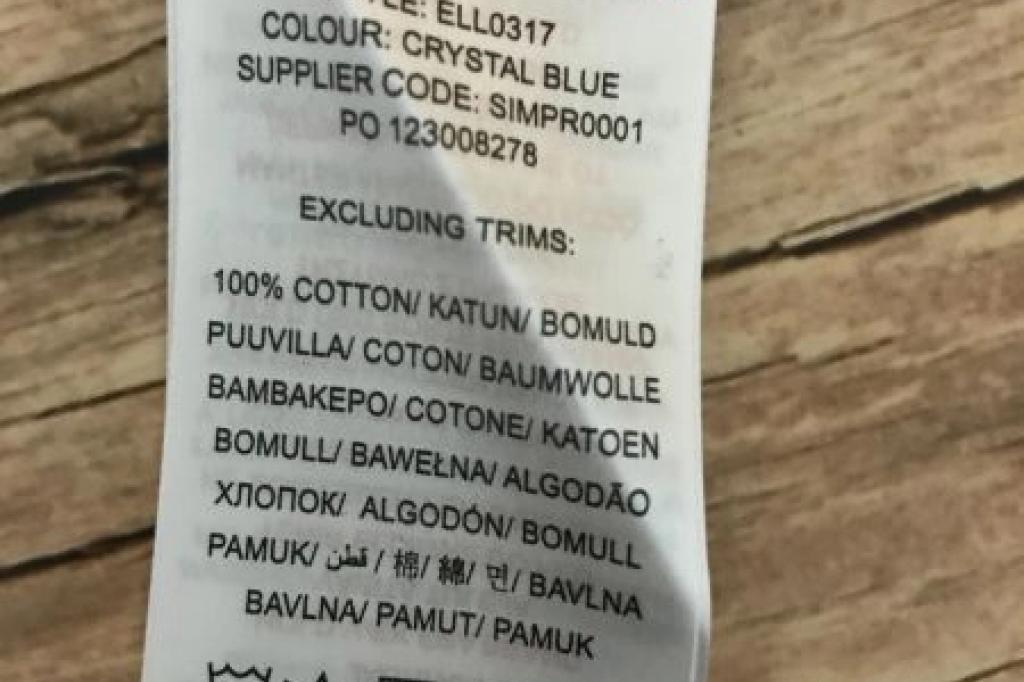 ELL0317
COLOUR: CRYSTAL BLUE
SUPPLIER CODE: SIMPR0001
PO 123008278
EXCLUDING TRIMS:
100% COTTON/ KATUN/ BOMULD
PUUVILLA/ COTON/ BAUMWOLLE
BAMBAKEPO/ COTONE/ KATOEN
BOMULL/ BAWEŁNA/ ALGODÃO
ХЛОПОК/ ALGODÓN/ BOMULL
PAMUK/ قطن / 棉/ 綿/ 면/ BAVLNA
BAVLNA/ PAMUT/ PAMUK